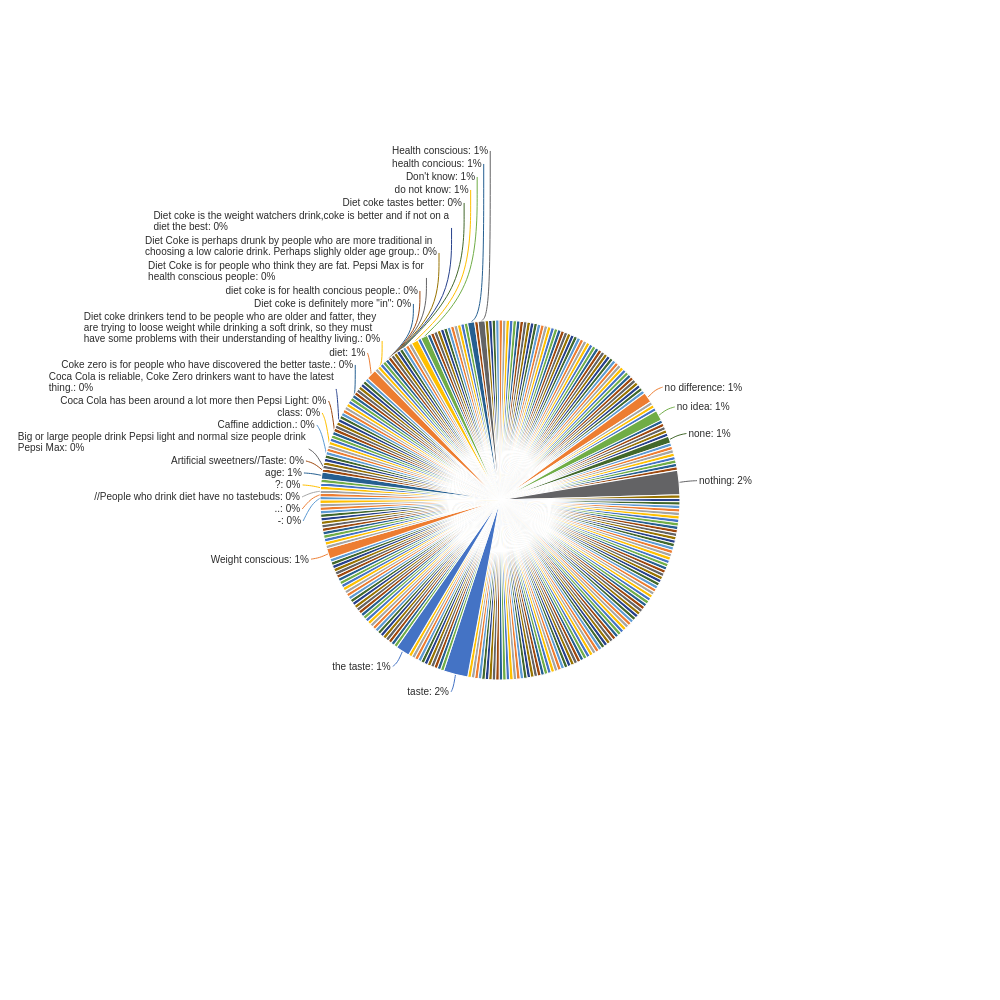 Health conscious: 1%
health concious: 1%
Don't know: 1%
do not know: 1%
Diet coke tastes better: 0%
Diet coke is the weight watchers drink,coke is better and if not on a
diet the best: 0%
Diet Coke is perhaps drunk by people who are more traditional in
choosing a low calorie drink. Perhaps slighly older age group.: 0%
Diet Coke is for people who think they are fat. Pepsi Max is for
health conscious people: 0%
diet coke is for health concious people.: 0%
Diet coke is definitely more "in": 0%
Diet coke drinkers tend to be people who are older and fatter, they
are trying to loose weight while drinking a soft drink, so they must
have some problems with their understanding of healthy living.: 0%
diet: 1%
Coke zero is for people who have discovered the better taste.: 0%
Coca Cola is reliable, Coke Zero drinkers want to have the latest
thing.: 0%
Coca Cola has been around a lot more then Pepsi Light: 0%
class: 0%
Caffine addiction.: 0%
Big or large people drink Pepsi light and normal size people drink
Pepsi Max: 0%
Artificial sweetners//Taste: 0%
age: 1%
?: 0%
//People who drink diet have no tastebuds: 0%
..: 0%
-: 0%
Weight conscious: 1%
the taste: 1%
taste: 2%
no difference: 1%
no idea: 1%
none: 1%
nothing: 2%